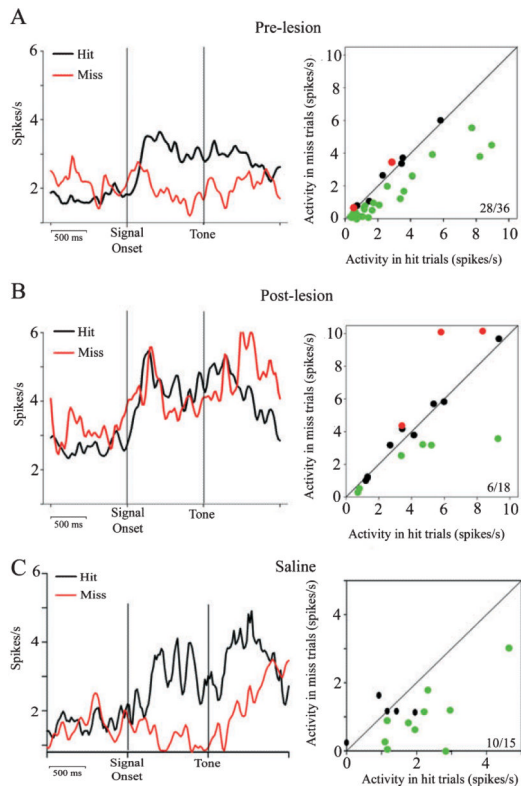 A
Pre-lesion
Spikes/s
6
4
2
Hit
Miss
500 ms
Signal
Onset
Tone
Activity in miss trials (spikes/s)
10
8
6
4
2
0
0 2 4 6 8 10
28/36
Activity in hit trials (spikes/s)
B
Post-lesion
Spikes/s
6
4
2
Hit
Miss
500 ms
Signal
Onset
Tone
Activity in miss trials (spikes/s)
10
8
6
4
2
0
0 2 4 6 8 10
6/18
Activity in hit trials (spikes/s)
C
Saline
Spikes/s
6
4
2
Hit
Miss
500 ms
Signal
Onset
Tone
Activity in miss trials (spikes/s)
5
4
3
2
1
0
0 2 4
10/15
Activity in hit trials (spikes/s)